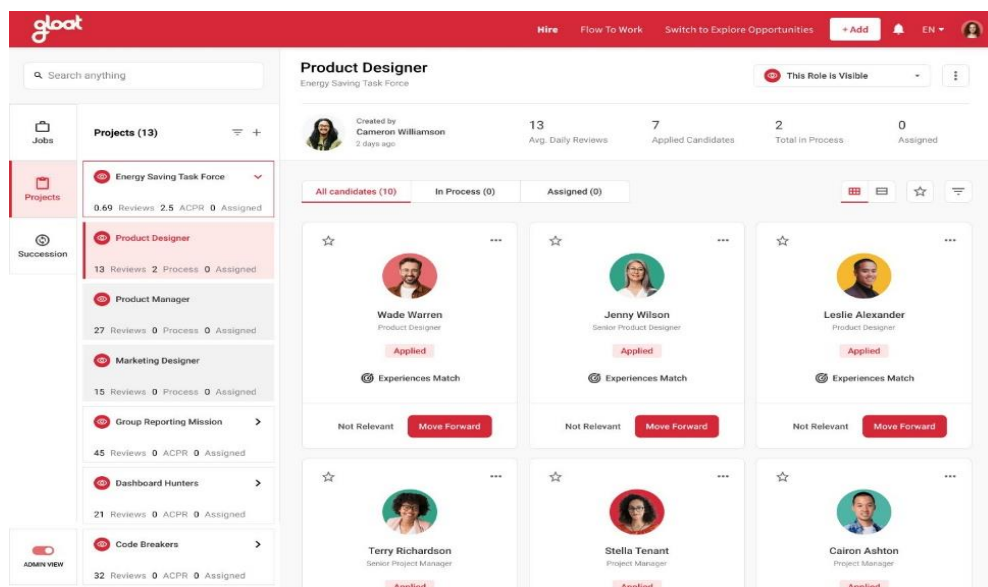 gloat
Hire Flow To Work Switch to Explore Opportunities +Add EN
Search anything
Jobs
Projects
Succession
ADMIN VIEW
Projects (13)
Energy Saving Task Force
0.69 Reviews 2.5 ACPR 0 Assigned
Product Designer
13 Reviews 2 Process 0 Assigned
Product Manager
27 Reviews 0 Process 0 Assigned
Marketing Designer
15 Reviews 0 Process 0 Assigned
Group Reporting Mission
45 Reviews 0 ACPR 0 Assigned
Dashboard Hunters
21 Reviews 0 ACPR 0 Assigned
Code Breakers
32 Reviews 0 ACPR 0 Assigned
Product Designer
Energy Saving Task Force
This Role is Visible
Created by
Cameron Williamson
2 days ago
13
Avg. Daily Reviews
7
Applied Candidates
2
Total in Process
0
Assigned
All candidates (10) In Process (0) Assigned (0)
Wade Warren
Product Designer
Applied
Experiences Match
Not Relevant Move Forward
Jenny Wilson
Senior Product Designer
Applied
Experiences Match
Not Relevant Move Forward
Leslie Alexander
Product Designer
Applied
Experiences Match
Not Relevant Move Forward
Terry Richardson
Senior Project Manager
Applied
Stella Tenant
Project Manager
Applied
Cairon Ashton
Project Manager
Applied